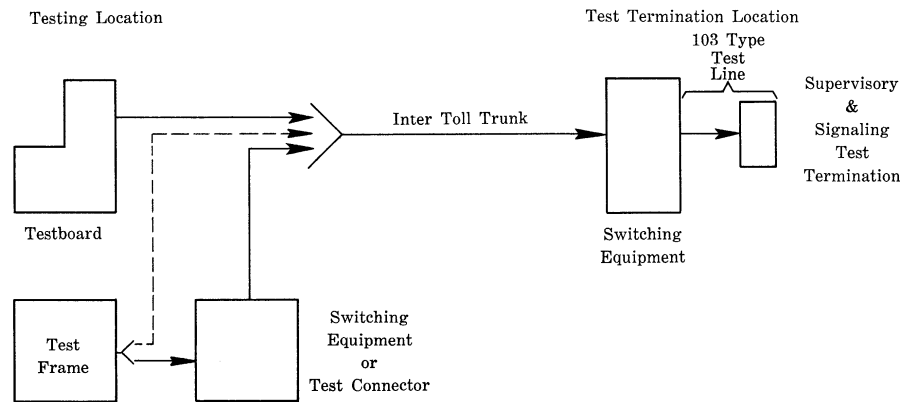 Testing Location
Test Termination Location
103 Type
Test
Line
Supervisory
&
Signaling
Test
Termination
Inter Toll Trunk
Testboard
Switching
Equipment
Test
Frame
Switching
Equipment
or
Test Connector